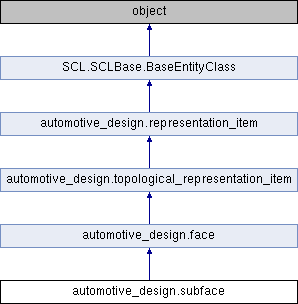 object
SCL.SCLBase.BaseEntityClass
automotive_design.representation_item
automotive_design.topological_representation_item
automotive_design.face
automotive_design.subface